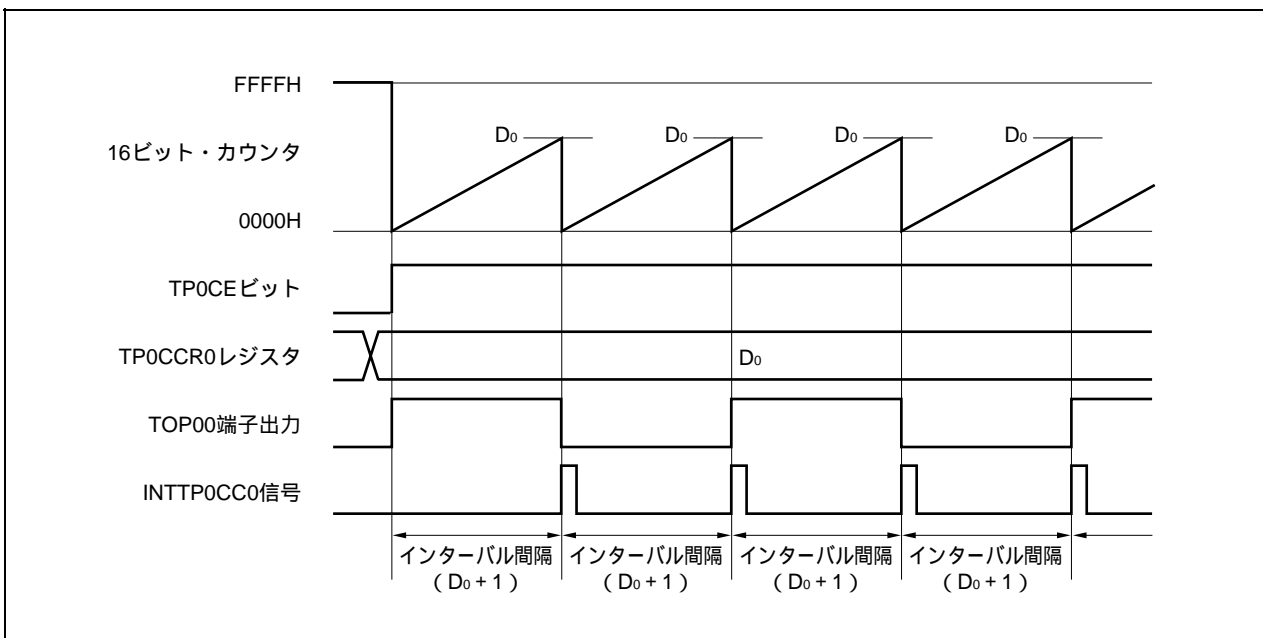 FFFFH
D0 D0 D0 D0
16ビット・カウンタ
0000H
TP0CEビット
TP0CCR0レジスタ
D0
TOP00端子出力
INTTP0CC0信号
インターバル間隔 インターバル間隔 インターバル間隔 インターバル間隔
(D0+1) (D0+1) (D0+1) (D0+1)